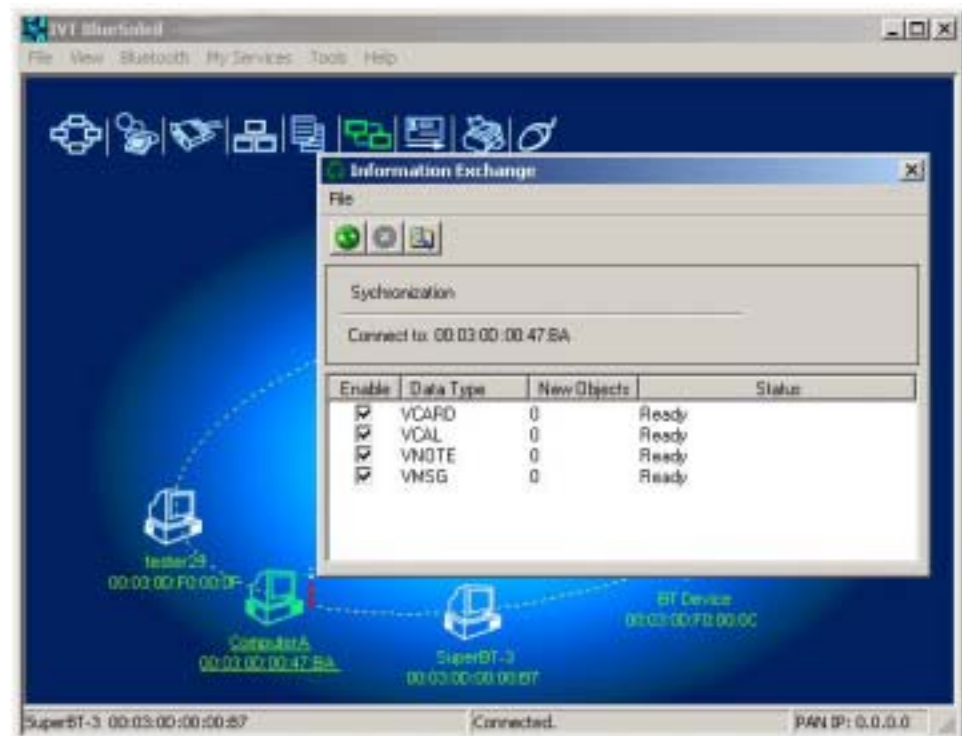 IVT BlueSoleil
File View Bluetooth My Services Tools Help
Information Exchange
File
Sychronization
Connect to: 00:03:0D:00:47:BA
Enable Data Type New Objects Status
VCARD 0 Ready
VCAL 0 Ready
VNOTE 0 Ready
VMSG 0 Ready
tester29
00:03:0D:F0:00:0F
ComputerA
00:03:0D:00:47:BA
SuperBT-3
00:03:0D:00:00:B7
BT Device
00:03:0D:F0:00:0C
SuperBT-3 00:03:0D:00:00:B7 Connected. PAN IP: 0.0.0.0